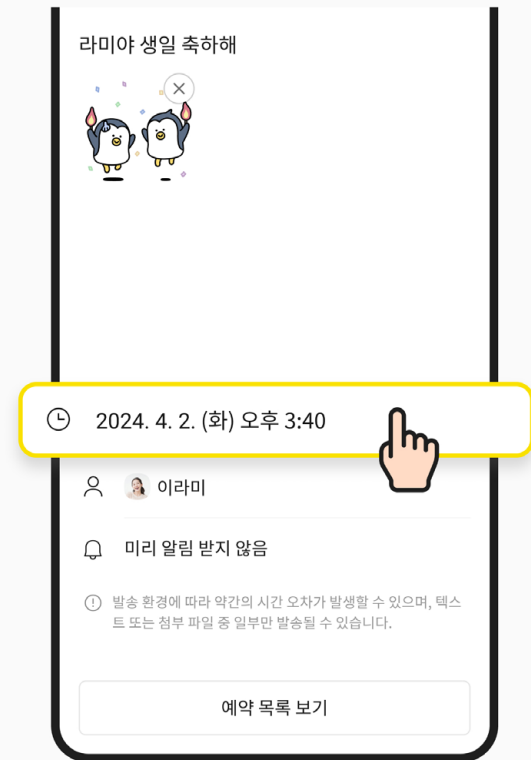 라미야 생일 축하해
2024. 4. 2. (화) 오후 3:40
이라미
미리 알림 받지 않음
발송 환경에 따라 약간의 시간 오차가 발생할 수 있으며, 텍스
트 또는 첨부 파일 중 일부만 발송될 수 있습니다.
예약 목록 보기